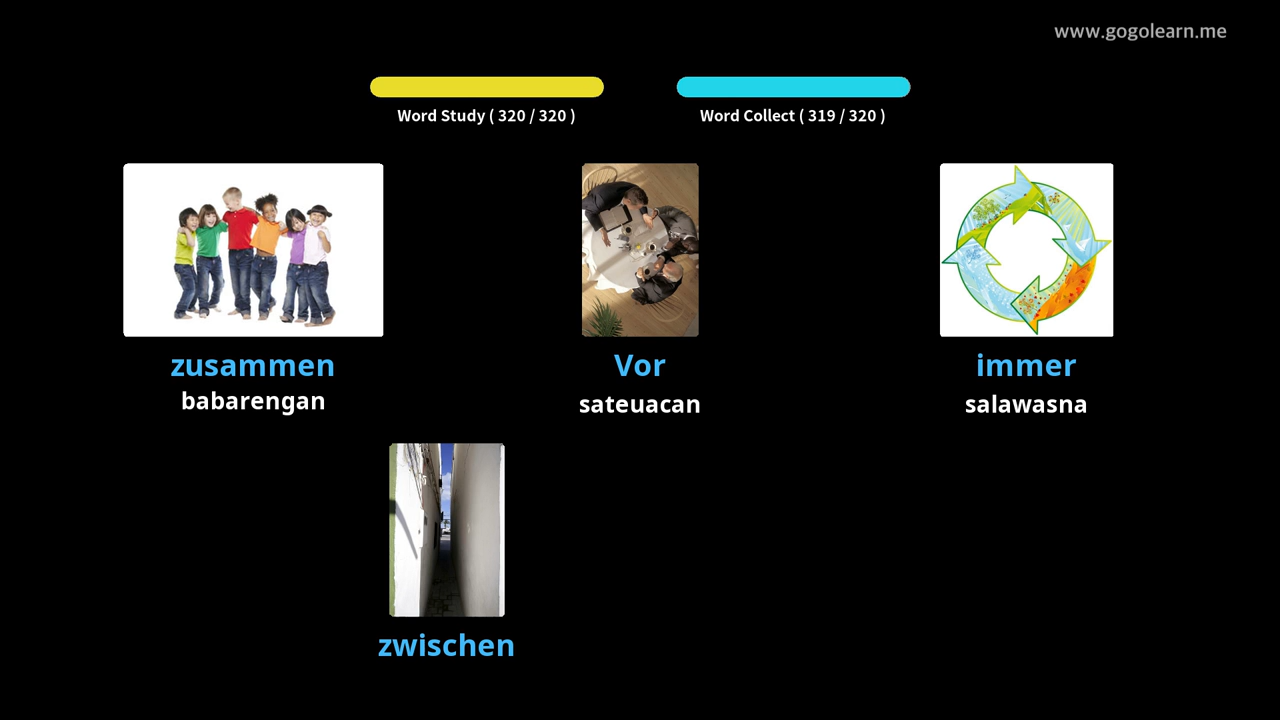 www.gogolearn.me
Word Study ( 320 / 320 )
Word Collect ( 319 / 320 )
zusammen
babarengan
Vor
sateuacan
immer
salawasna
zwischen